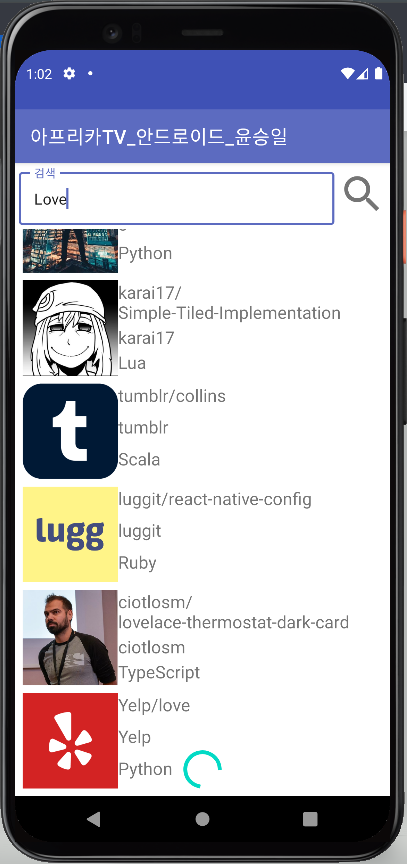 1:02
아프리카TV_안드로이드_윤승일
검색
Love
Python
karai17/
Simple-Tiled-Implementation
karai17
Lua
t
tumblr/collins
tumblr
Scala
lugg
luggit/react-native-config
luggit
Ruby
ciotlosm/
lovelace-thermostat-dark-card
ciotlosm
TypeScript
Yelp/love
Yelp
Python